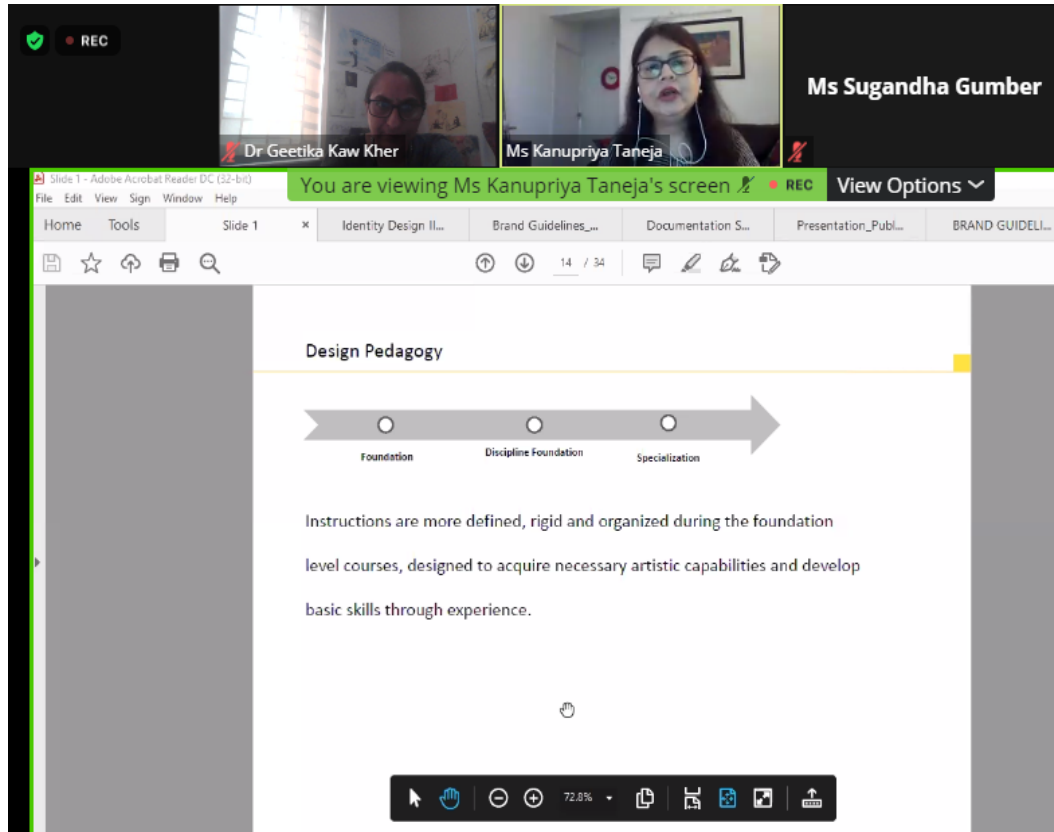 REC
Ms Sugandha Gumber
Dr Geetika Kaw Kher
Ms Kanupriya Taneja
Slide 1 - Adobe Acrobat Reader DC (32-bit)
You are viewing Ms Kanupriya Taneja's screen
REC
View Options
File Edit View Sign Window Help
Home Tools Slide 1 × Identity Design II... Brand Guidelines_... Documentation S... Presentation_Publ... BRAND GUIDELI...
14 / 34
Design Pedagogy
Foundation
Discipline Foundation
Specialization
Instructions are more defined, rigid and organized during the foundation
level courses, designed to acquire necessary artistic capabilities and develop
basic skills through experience.
72.8%